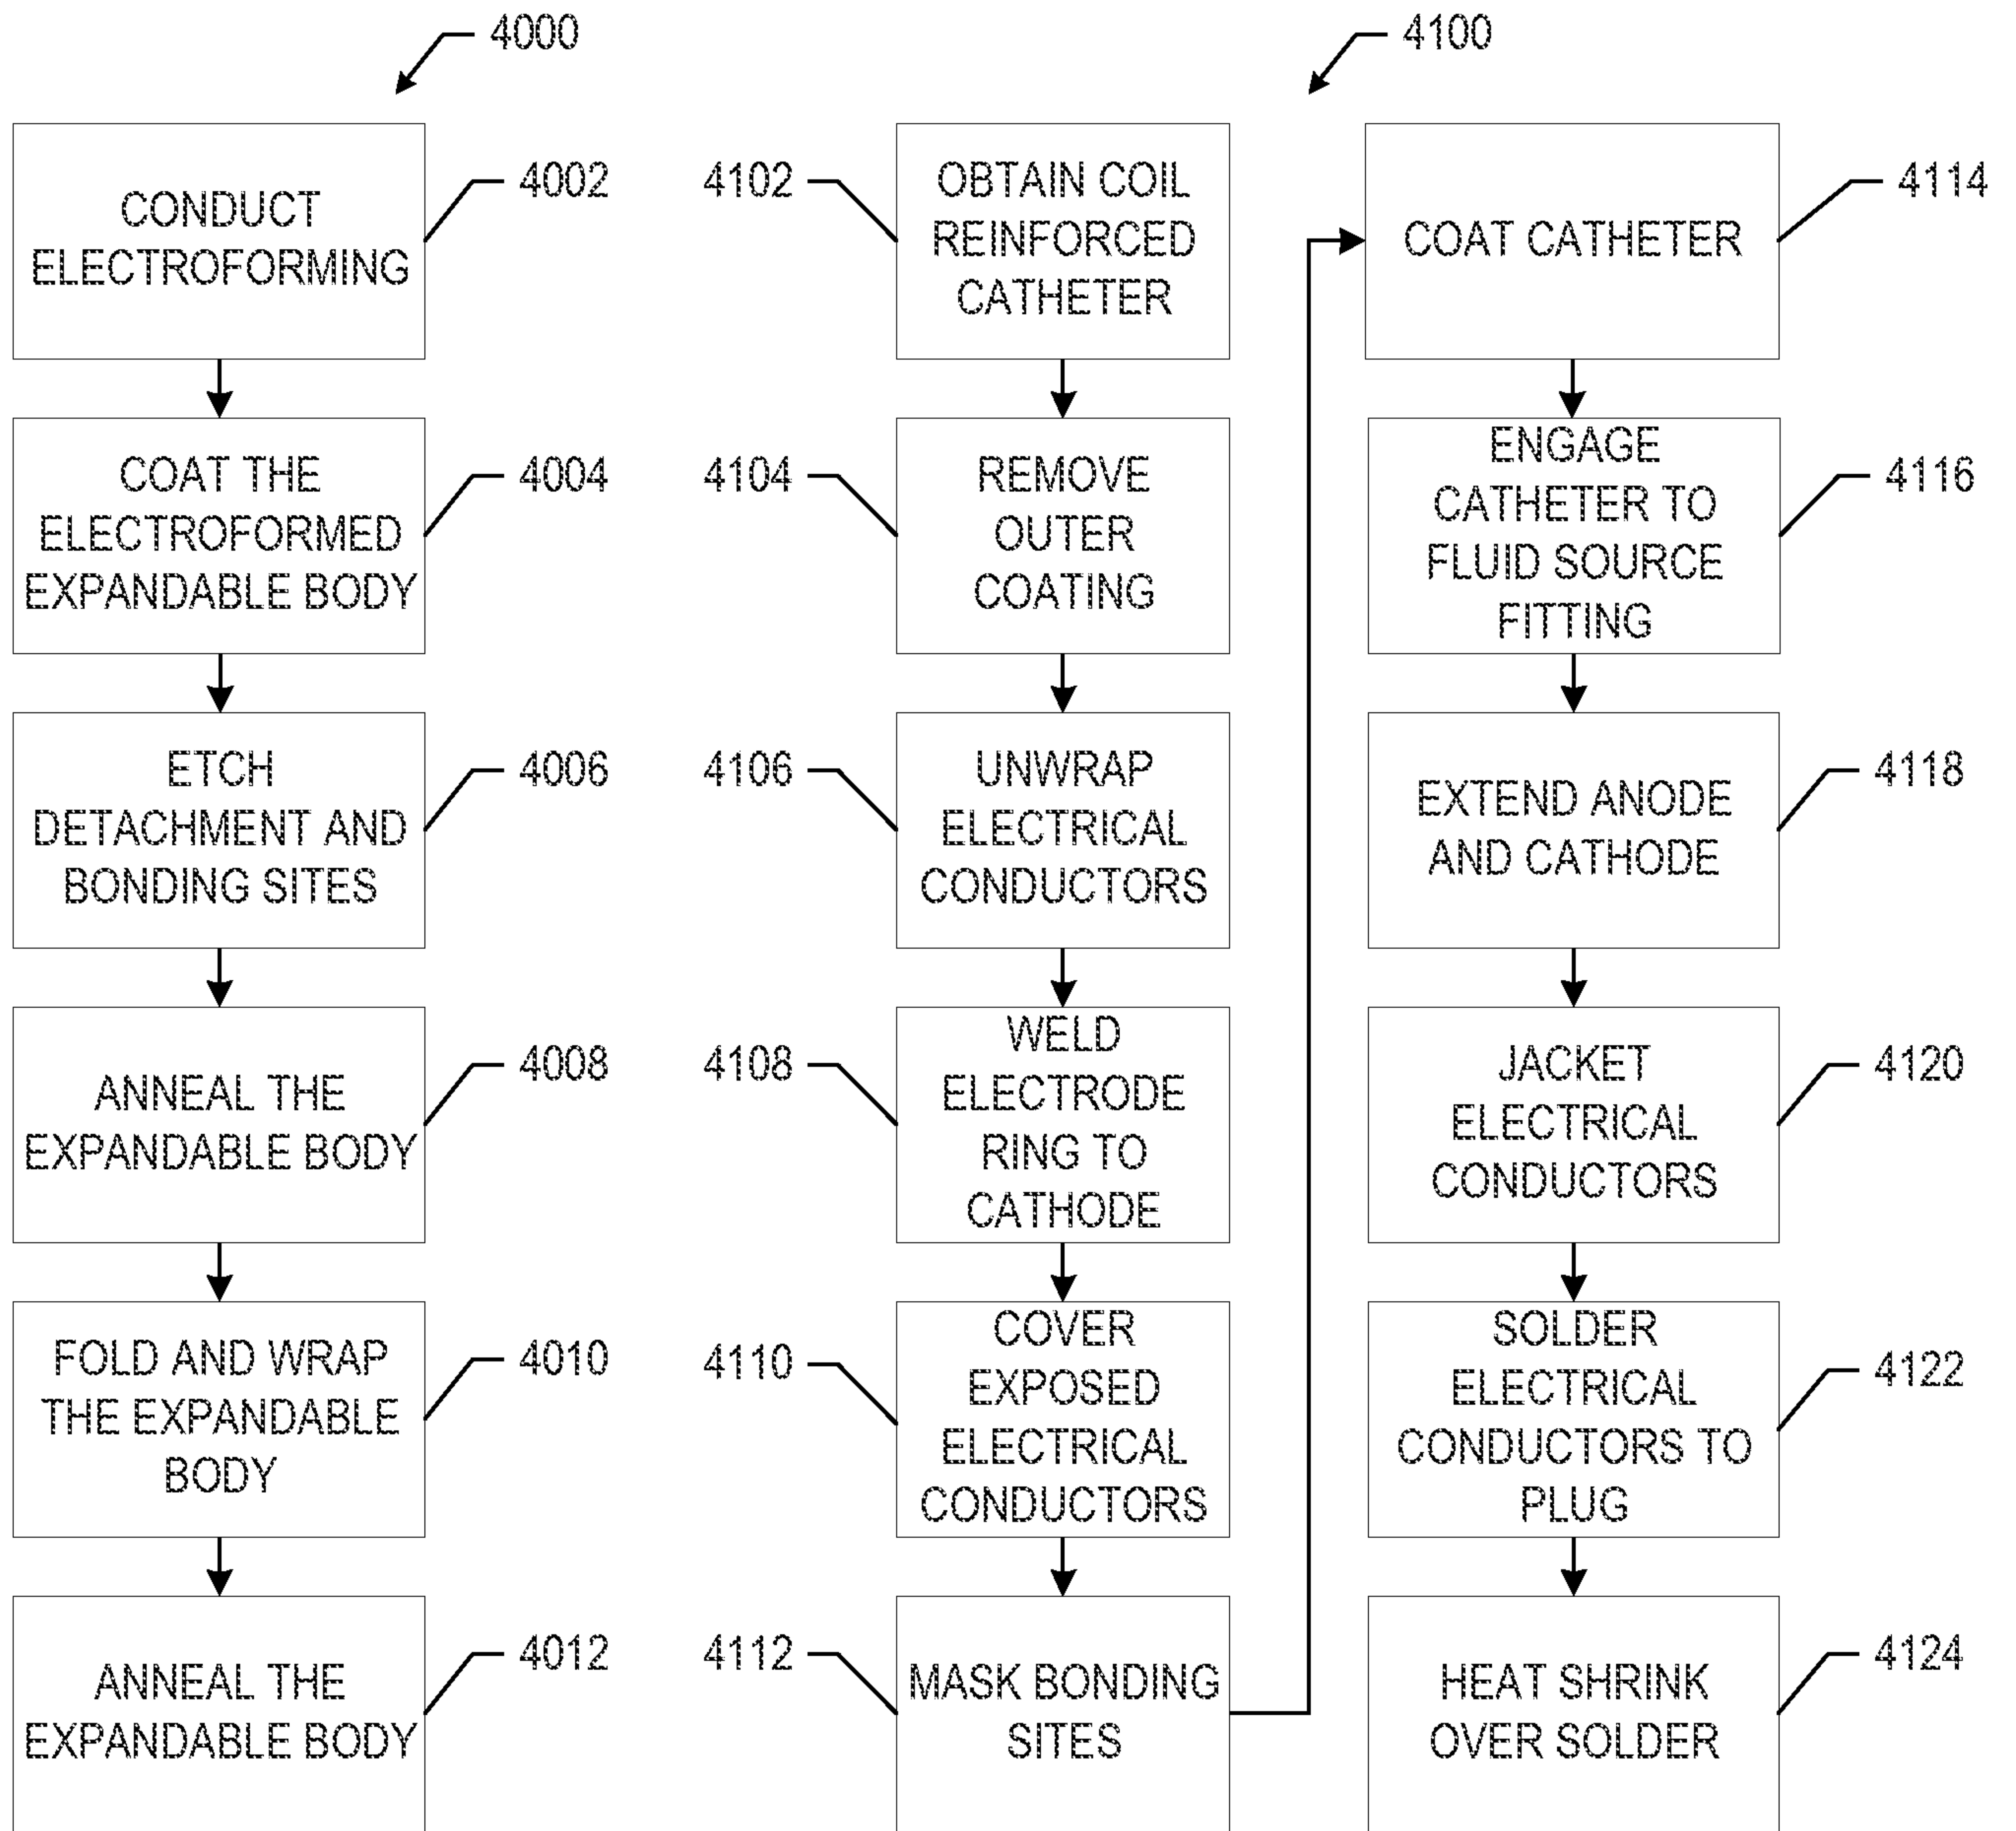 4000
CONDUCT
ELECTROFORMING
4002
COAT THE
ELECTROFORMED
EXPANDABLE BODY
4004
ETCH
DETACHMENT AND
BONDING SITES
4006
ANNEAL THE
EXPANDABLE BODY
4008
FOLD AND WRAP
THE EXPANDABLE
BODY
4010
ANNEAL THE
EXPANDABLE BODY
4012
4100
4102
OBTAIN COIL
REINFORCED
CATHETER
4104
REMOVE
OUTER
COATING
4106
UNWRAP
ELECTRICAL
CONDUCTORS
4108
WELD
ELECTRODE
RING TO
CATHODE
4110
COVER
EXPOSED
ELECTRICAL
CONDUCTORS
4112
MASK BONDING
SITES
COAT CATHETER
4114
ENGAGE
CATHETER TO
FLUID SOURCE
FITTING
4116
EXTEND ANODE
AND CATHODE
4118
JACKET
ELECTRICAL
CONDUCTORS
4120
SOLDER
ELECTRICAL
CONDUCTORS TO
PLUG
4122
HEAT SHRINK
OVER SOLDER
4124